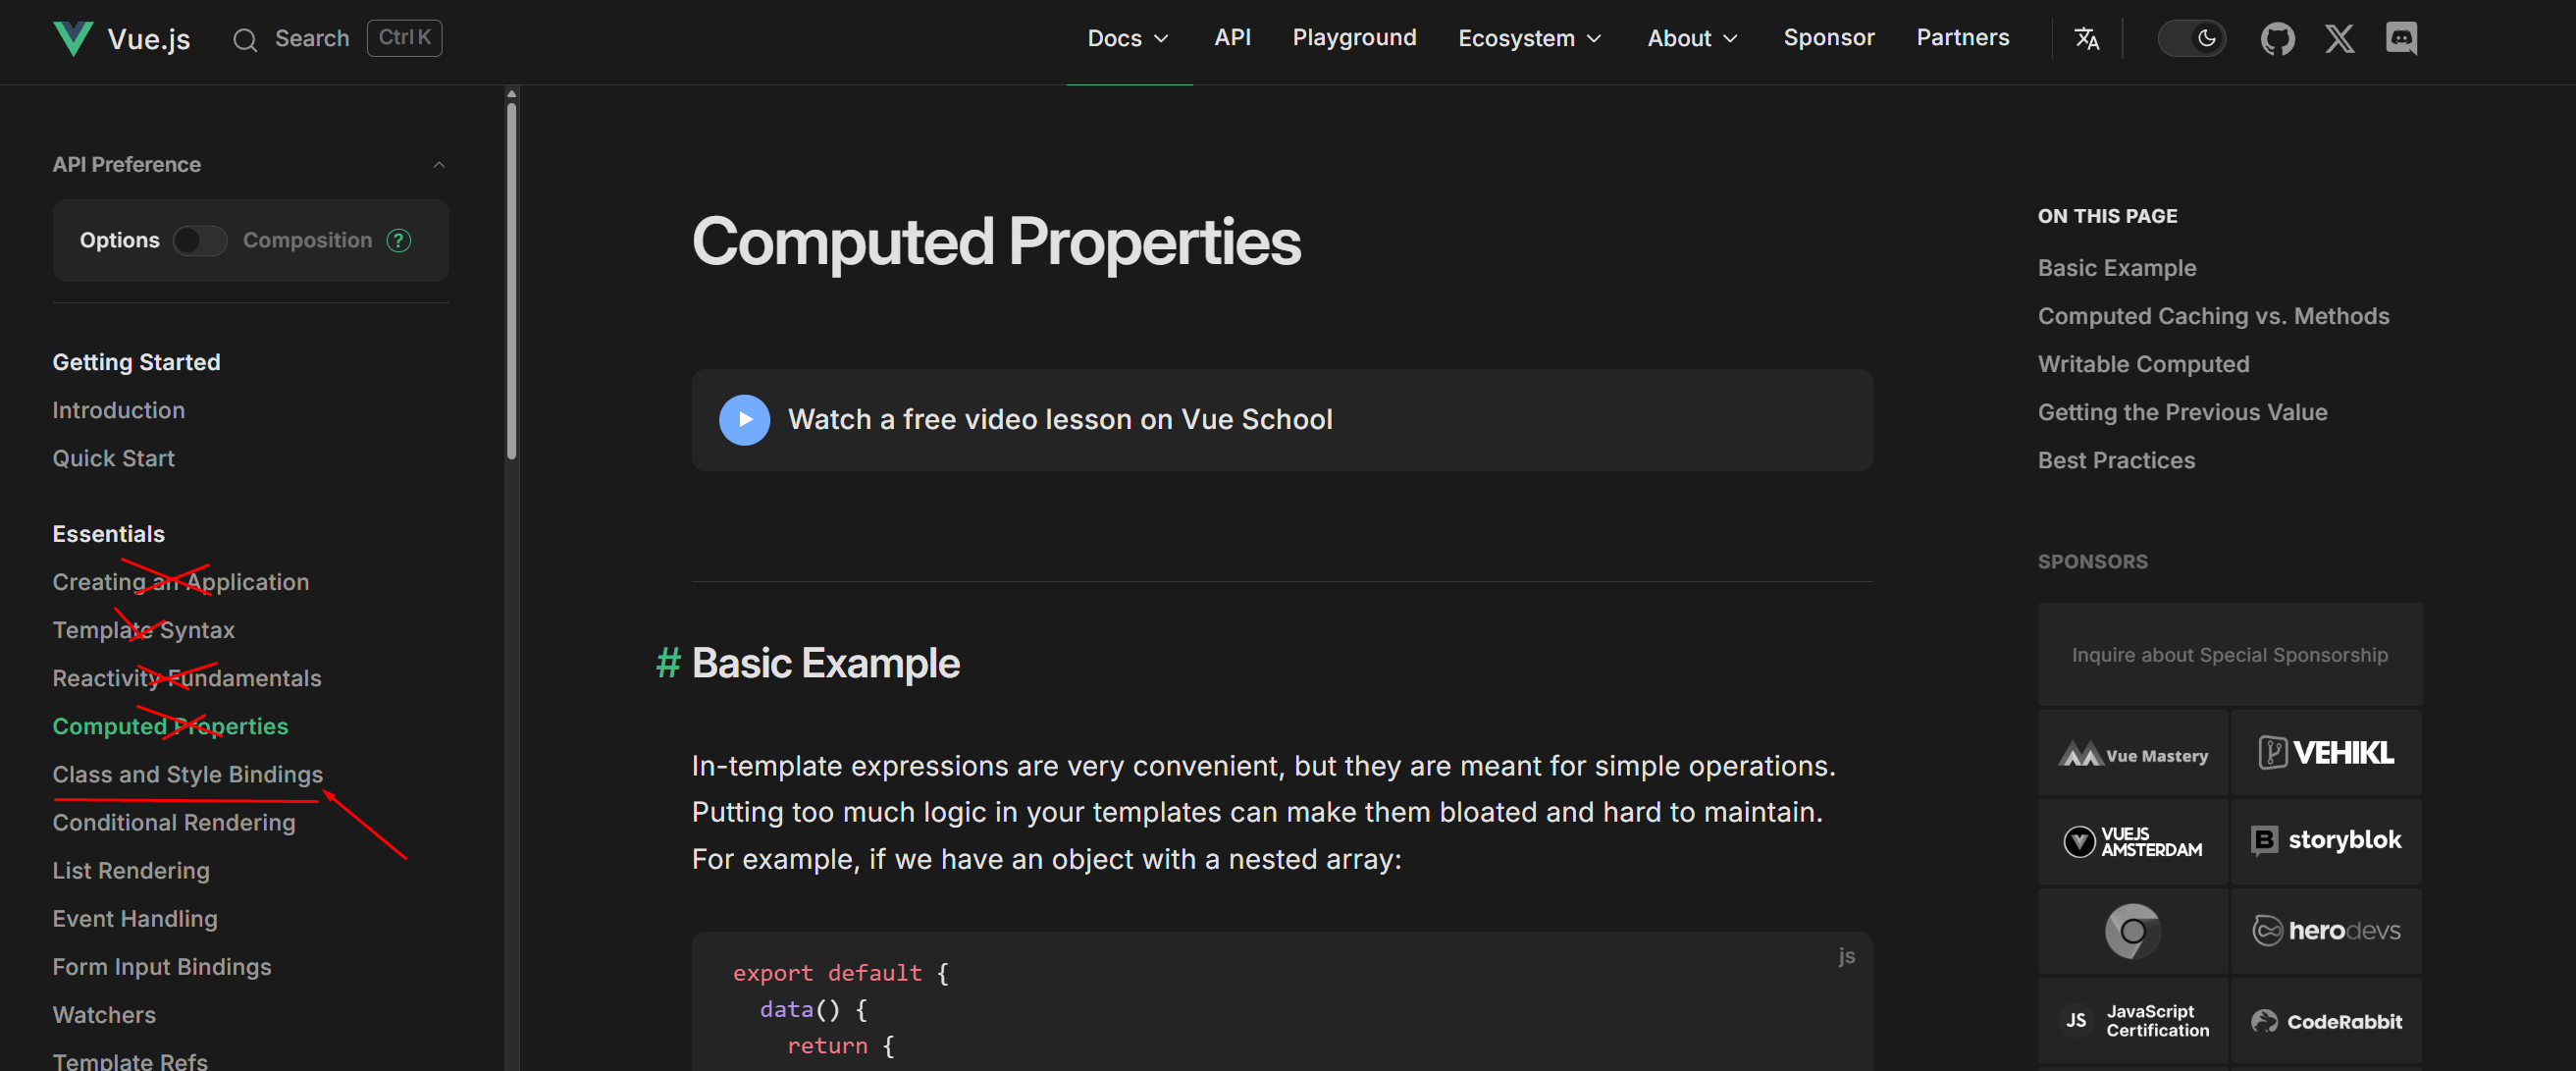 Vue.js
Search
Ctrl K
Docs
API
Playground
Ecosystem
About
Sponsor
Partners
API Preference
Options
Composition
?
Getting Started
Introduction
Quick Start
Essentials
Creating an Application
Template Syntax
Reactivity Fundamentals
Computed Properties
Class and Style Bindings
Conditional Rendering
List Rendering
Event Handling
Form Input Bindings
Watchers
Template Refs
Computed Properties
Watch a free video lesson on Vue School
# Basic Example
In-template expressions are very convenient, but they are meant for simple operations.
Putting too much logic in your templates can make them bloated and hard to maintain.
For example, if we have an object with a nested array:
js
export default {
data() {
return {
ON THIS PAGE
Basic Example
Computed Caching vs. Methods
Writable Computed
Getting the Previous Value
Best Practices
SPONSORS
Inquire about Special Sponsorship
Vue Mastery
VEHIKL
VUEJS
AMSTERDAM
B storyblok
herodevs
JS JavaScript
Certification
CodeRabbit